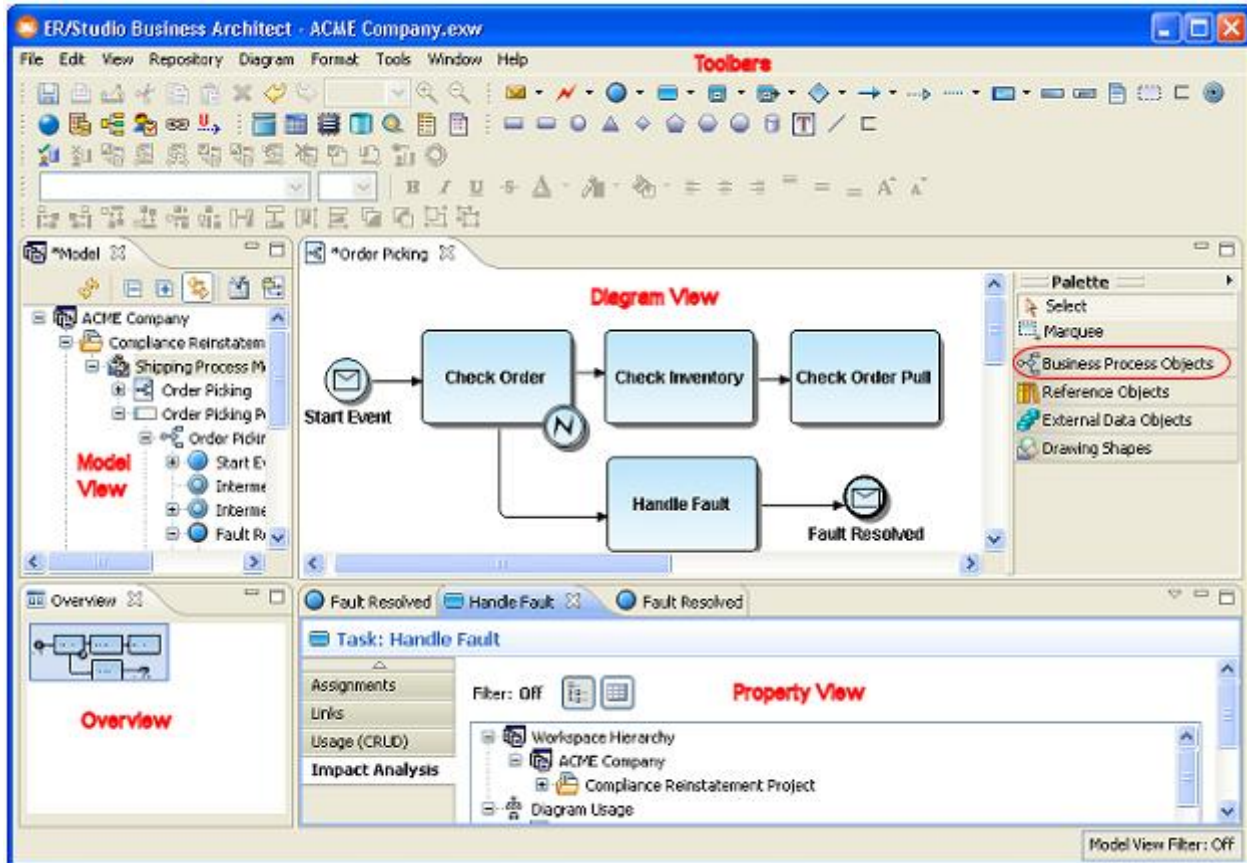 ER/Studio Business Architect - ACME Company.exw
File Edit View Repository Diagram Format Tools Window Help
Toolbars
B I U S A A A
*Model
ACME Company
Compliance Reinstatem
Shipping Process M
Order Picking
Order Picking P
Order Pickin
Start E
Interme
Interme
Fault R
Model
View
*Order Picking
Diagram View
Start Event
Check Order
Check Inventory
Check Order Pull
Handle Fault
Fault Resolved
Palette
Select
Marquee
Business Process Objects
Reference Objects
External Data Objects
Drawing Shapes
Overview
Overview
Fault Resolved Handle Fault Fault Resolved
Task: Handle Fault
Assignments
Links
Usage (CRUD)
Impact Analysis
Filter: Off
Property View
Workspace Hierarchy
ACME Company
Compliance Reinstatement Project
Diagram Usage
Model View Filter: Off